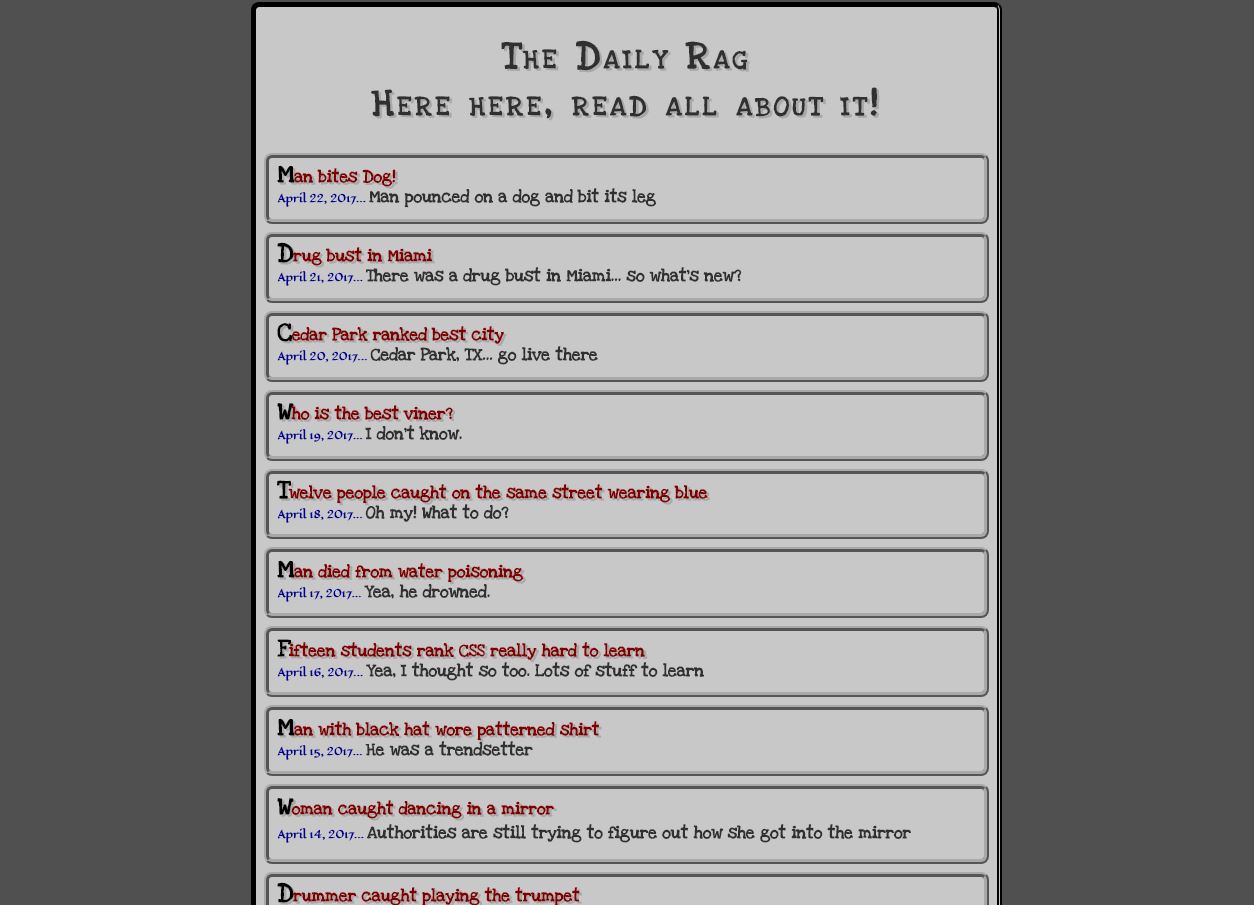 The Daily Rag
Here here, read all about it!
Man bites Dog!
April 22, 2017... Man pounced on a dog and bit its leg
Drug bust in Miami
April 21, 2017... There was a drug bust in Miami... so what's new?
Cedar Park ranked best city
April 20, 2017... Cedar Park, TX... go live there
Who is the best viner?
April 19, 2017... I don't know.
Twelve people caught on the same street wearing blue
April 18, 2017... Oh my! What to do?
Man died from water poisoning
April 17, 2017... Yea, he drowned.
Fifteen students rank CSS really hard to learn
April 16, 2017... Yea, I thought so too. Lots of stuff to learn
Man with black hat wore patterned shirt
April 15, 2017... He was a trendsetter
Woman caught dancing in a mirror
April 14, 2017... Authorities are still trying to figure out how she got into the mirror
Drummer caught playing the trumpet